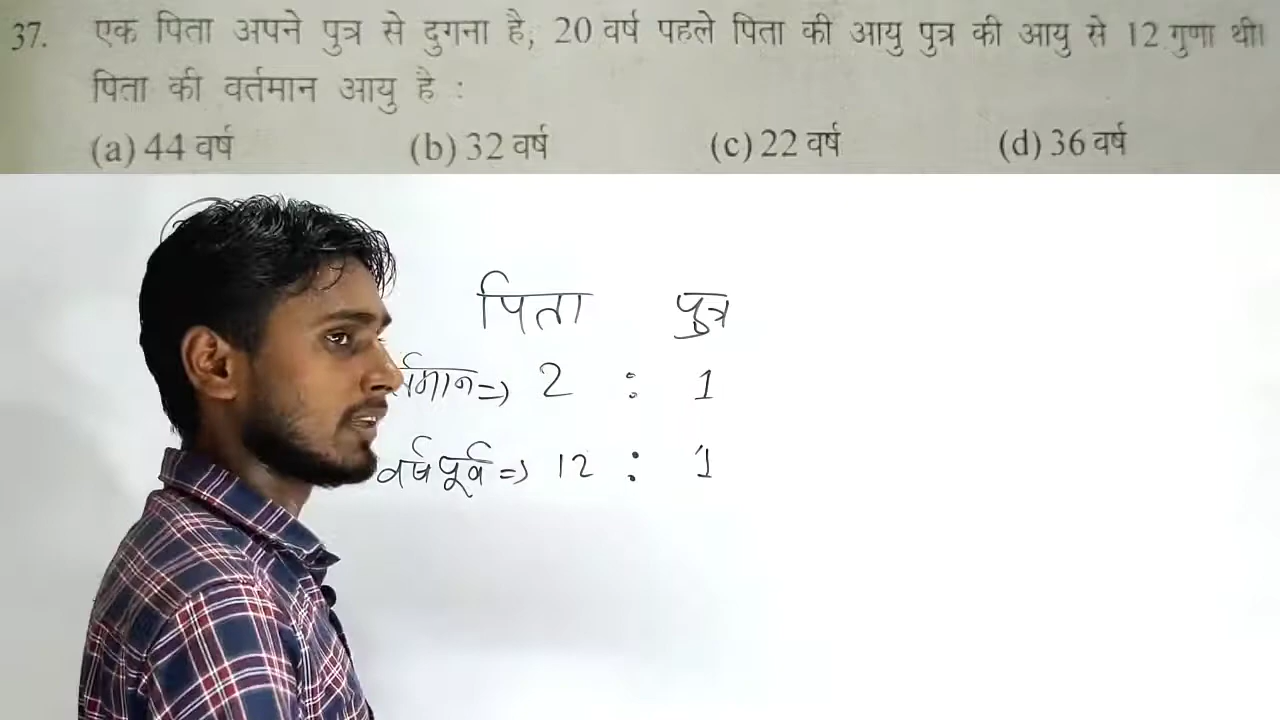 37. एक पिता अपने पुत्र से दुगना है, 20 वर्ष पहले पिता की आयु पुत्र की आयु से 12 गुणा थी।
पिता की वर्तमान आयु है :
(a) 44 वर्ष (b) 32 वर्ष (c) 22 वर्ष (d) 36 वर्ष
पिता पुत्र
=> 2 : 1
वर्ष पूर्व => 12 : 1